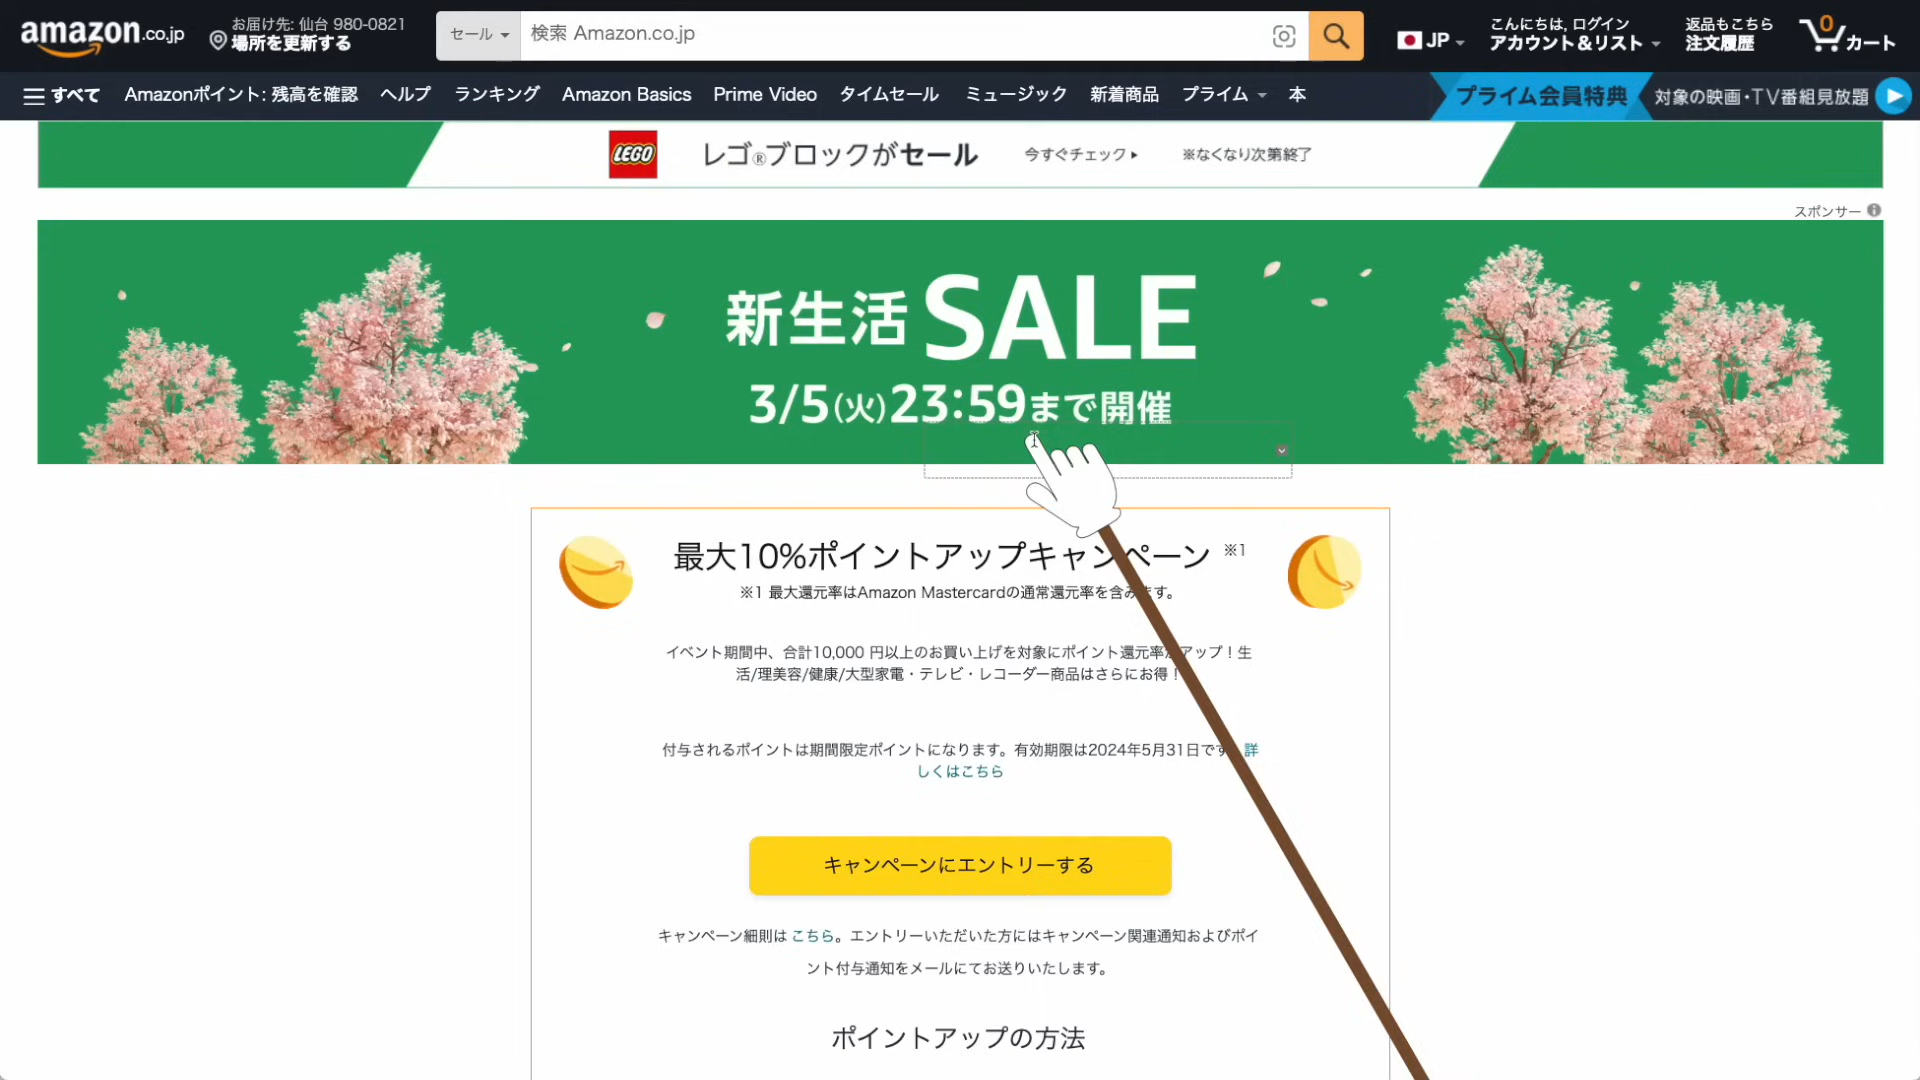 amazon.co.jp
お届け先: 仙台 980-0821
場所を更新する
セール
検索 Amazon.co.jp
JP
こんにちは, ログイン
アカウント&リスト
返品もこちら
注文履歴
0
カート
すべて
Amazonポイント: 残高を確認
ヘルプ
ランキング
Amazon Basics
Prime Video
タイムセール
ミュージック
新着商品
プライム
本
プライム会員特典
対象の映画・TV番組見放題
LEGO
レゴ®ブロックがセール
今すぐチェック
※なくなり次第終了
スポンサー
新生活SALE
3/5(火)23:59まで開催
最大10%ポイントアップキャンペーン ※1
※1 最大還元率はAmazon Mastercardの通常還元率を含みます。
イベント期間中、合計10,000 円以上のお買い上げを対象にポイント還元率がアップ！生
活/理美容/健康/大型家電・テレビ・レコーダー商品はさらにお得！
付与されるポイントは期間限定ポイントになります。有効期限は2024年5月31日です。詳
しくはこちら
キャンペーンにエントリーする
キャンペーン細則は こちら。エントリーいただいた方にはキャンペーン関連通知およびポイ
ント付与通知をメールにてお送りいたします。
ポイントアップの方法